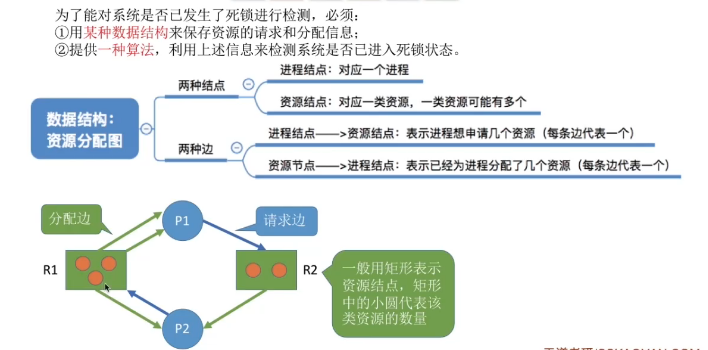 为了能对系统是否已发生了死锁进行检测，必须：
①用某种数据结构来保存资源的请求和分配信息；
②提供一种算法，利用上述信息来检测系统是否已进入死锁状态。
数据结构：
资源分配图
两种结点
进程结点：对应一个进程
资源结点：对应一类资源，一类资源可能有多个
两种边
进程结点——>资源结点：表示进程想申请几个资源（每条边代表一个）
资源节点——>进程结点：表示已经为进程分配了几个资源（每条边代表一个）
分配边
P1
请求边
R1
R2
一般用矩形表示
资源结点，矩形
中的小圆代表该
类资源的数量
P2